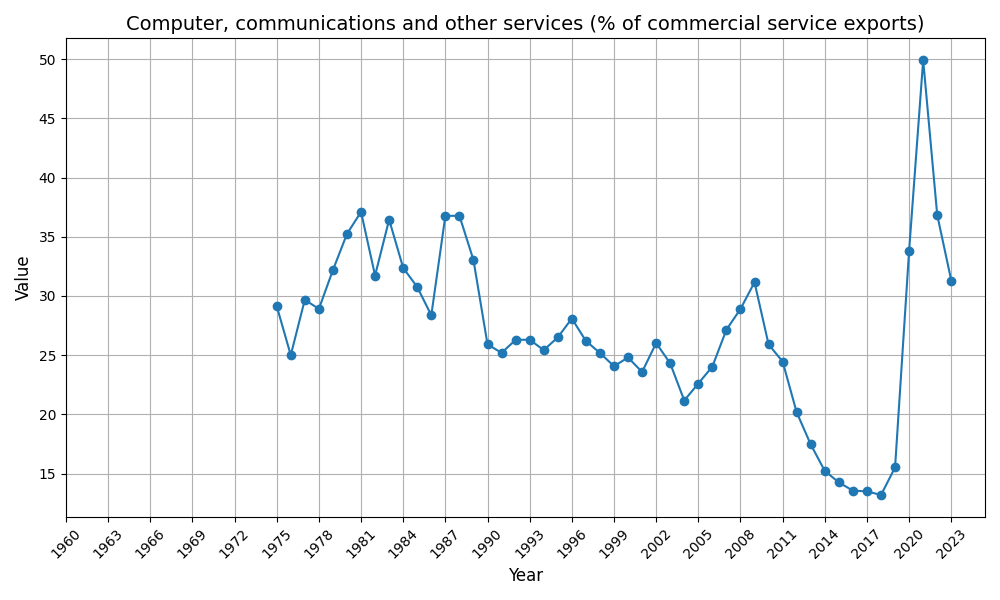 Computer, communications and other services (% of commercial service exports)
Value
50
45
40
35
30
25
20
15
1960 1963 1966 1969 1972 1975 1978 1981 1984 1987 1990 1993 1996 1999 2002 2005 2008 2011 2014 2017 2020 2023
Year